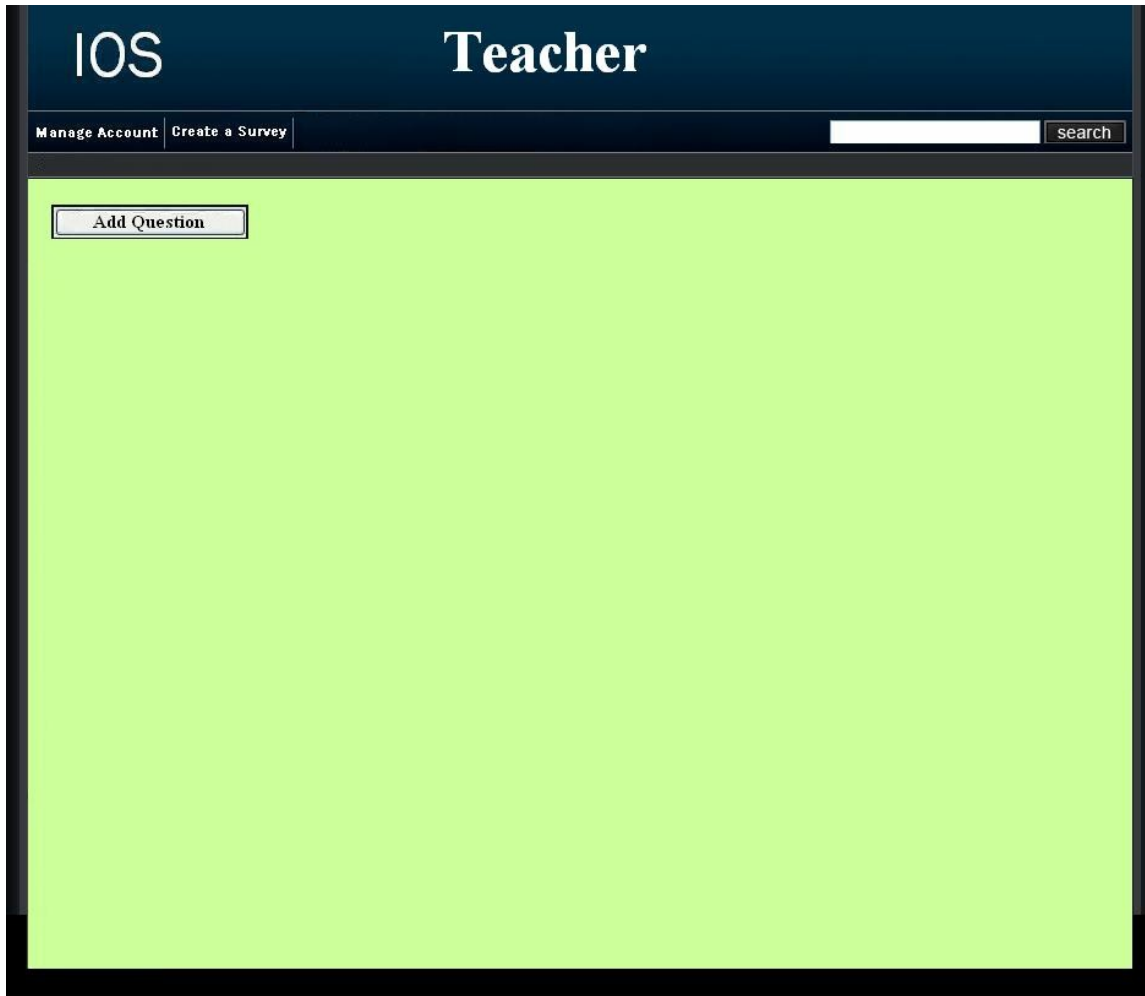 IOS
Teacher
Manage Account
Create a Survey
search
Add Question